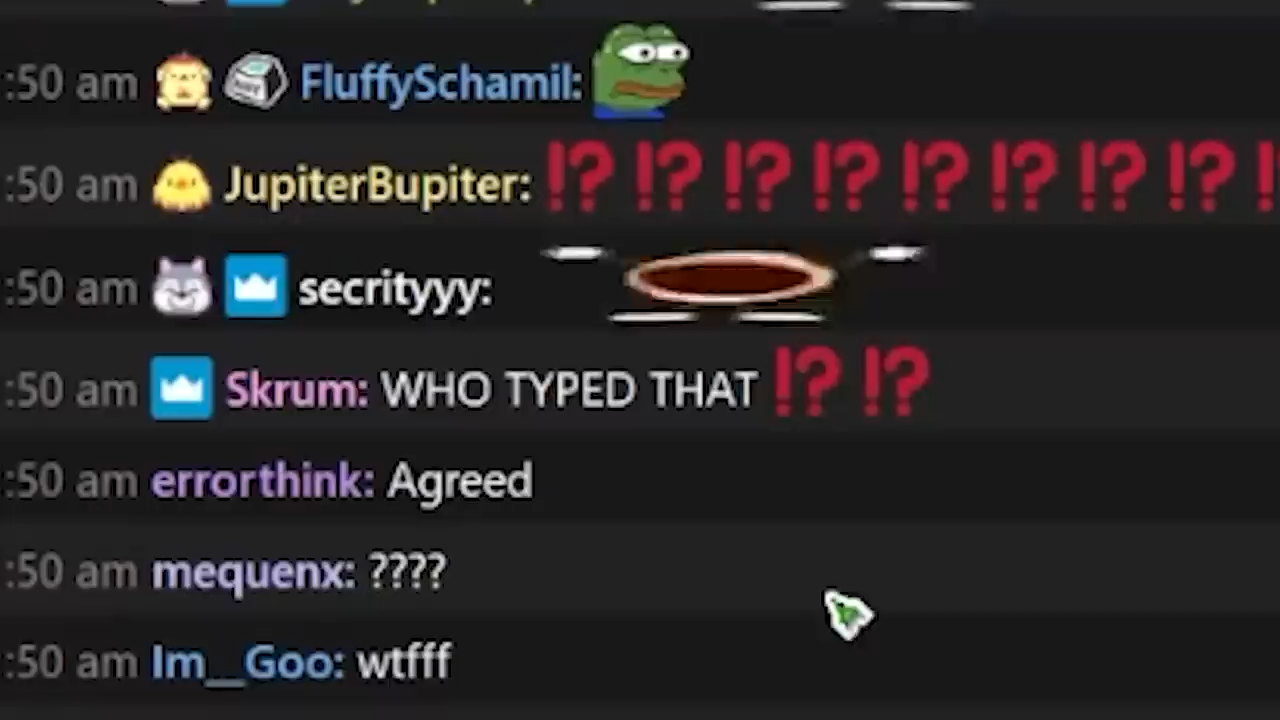 :50 am FluffySchamil:
:50 am JupiterBupiter: ⁉ ⁉ ⁉ ⁉ ⁉ ⁉ ⁉ ⁉
:50 am secrityyy:
:50 am Skrum: WHO TYPED THAT ⁉ ⁉
:50 am errorthink: Agreed
:50 am mequenx: ????
:50 am Im__Goo: wtfff